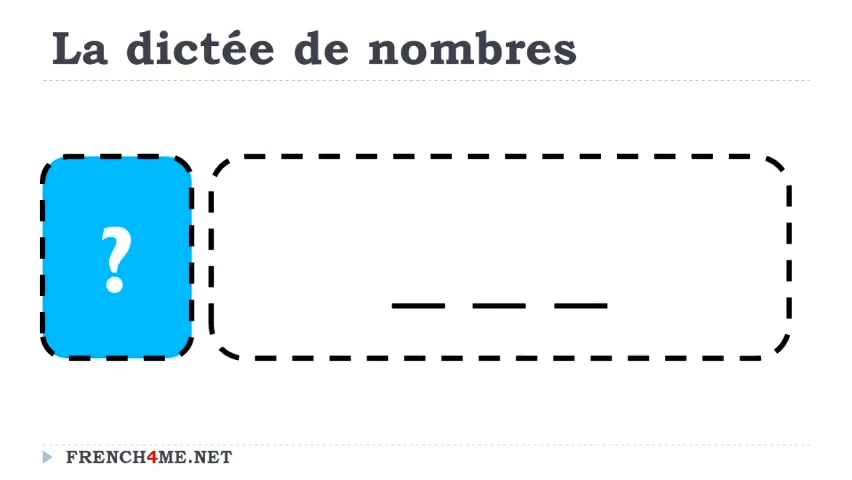 La dictée de nombres
?
_ _ _
FRENCH4ME.NET